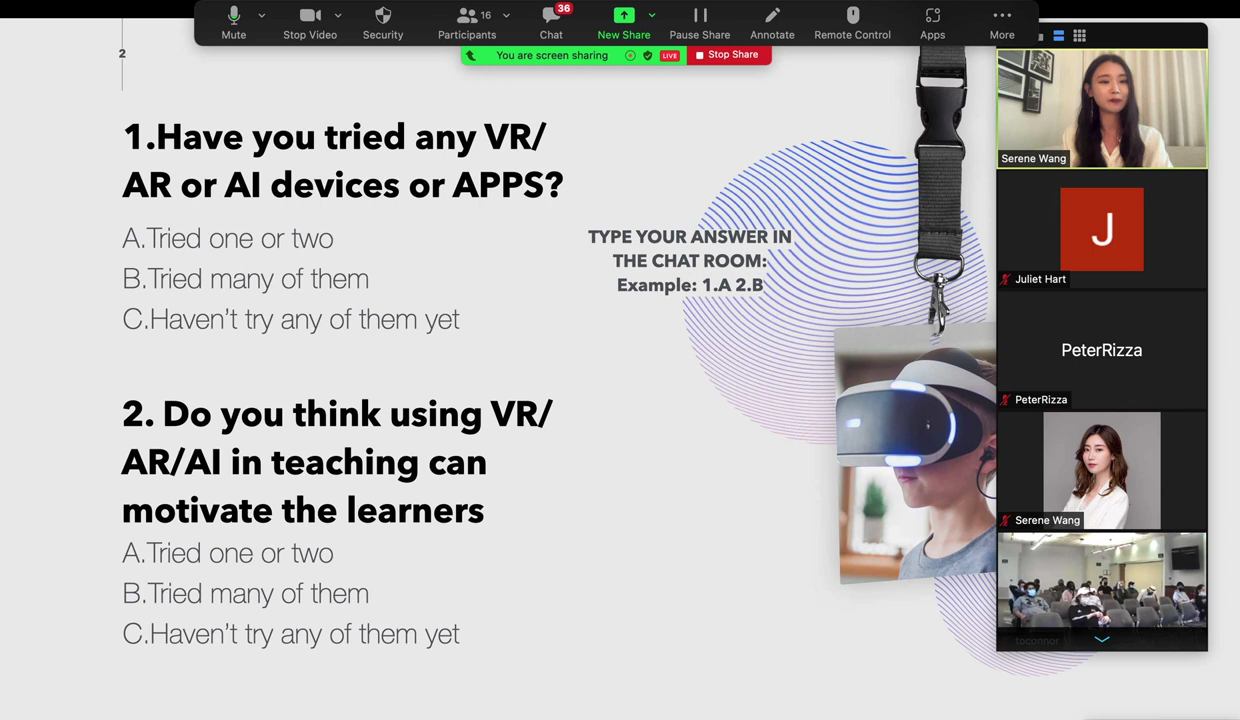 Mute
Stop Video
Security
Participants
16
Chat
36
New Share
Pause Share
Annotate
Remote Control
Apps
More
You are screen sharing
LIVE
Stop Share
2
1.Have you tried any VR/
AR or AI devices or APPS?
A.Tried one or two
B.Tried many of them
C.Haven't try any of them yet
TYPE YOUR ANSWER IN
THE CHAT ROOM:
Example: 1.A 2.B
2. Do you think using VR/
AR/AI in teaching can
motivate the learners
A.Tried one or two
B.Tried many of them
C.Haven't try any of them yet
Serene Wang
J
Juliet Hart
PeterRizza
PeterRizza
Serene Wang
toconnor